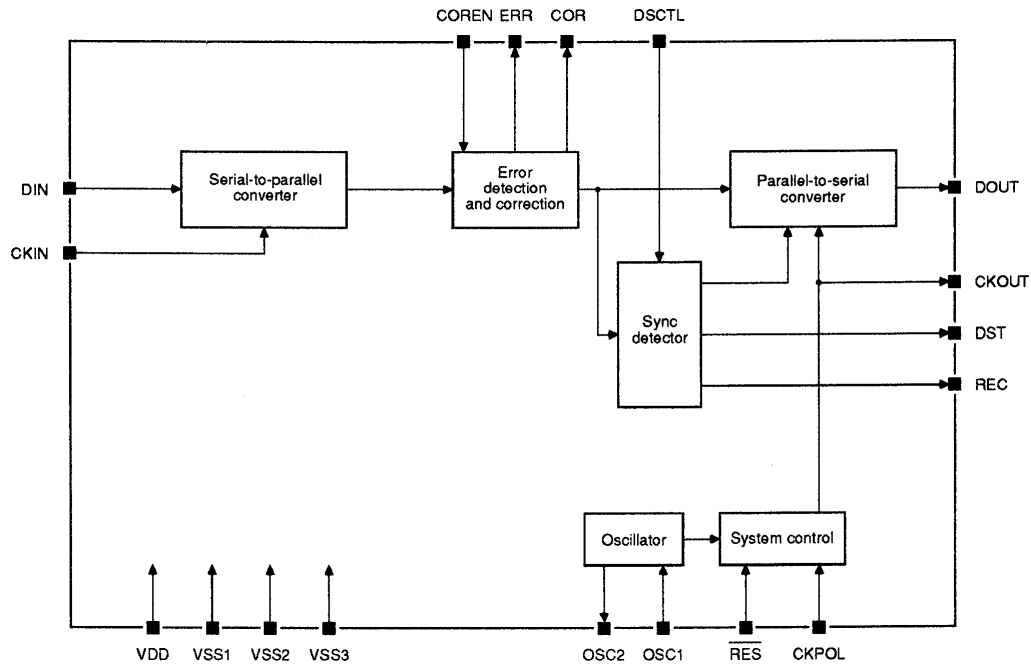 COREN ERR COR DSCTL
DIN
Serial-to-parallel
converter
Error
detection
and correction
Parallel-to-serial
converter
DOUT
CKIN
CKOUT
Sync
detector
DST
REC
Oscillator
System control
VDD VSS1 VSS2 VSS3 OSC2 OSC1 RES CKPOL